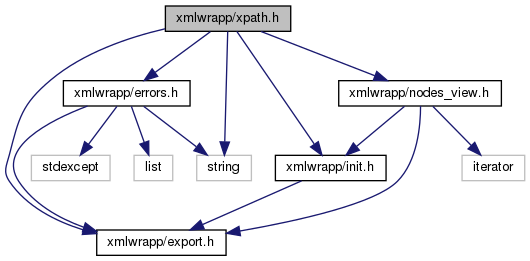 xmlwrapp/xpath.h
xmlwrapp/errors.h
xmlwrapp/nodes_view.h
stdexcept
list
string
xmlwrapp/init.h
iterator
xmlwrapp/export.h